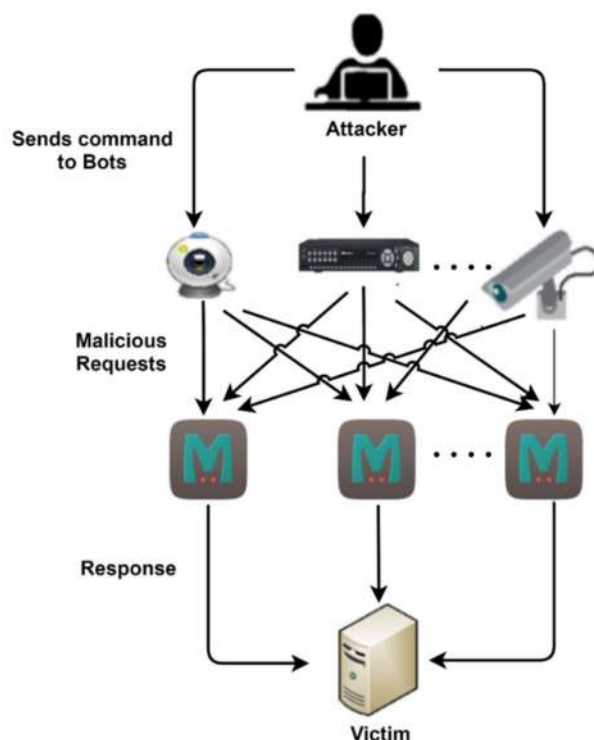 Attacker
Sends command
to Bots
Malicious
Requests
M
M
M
Response
Victim